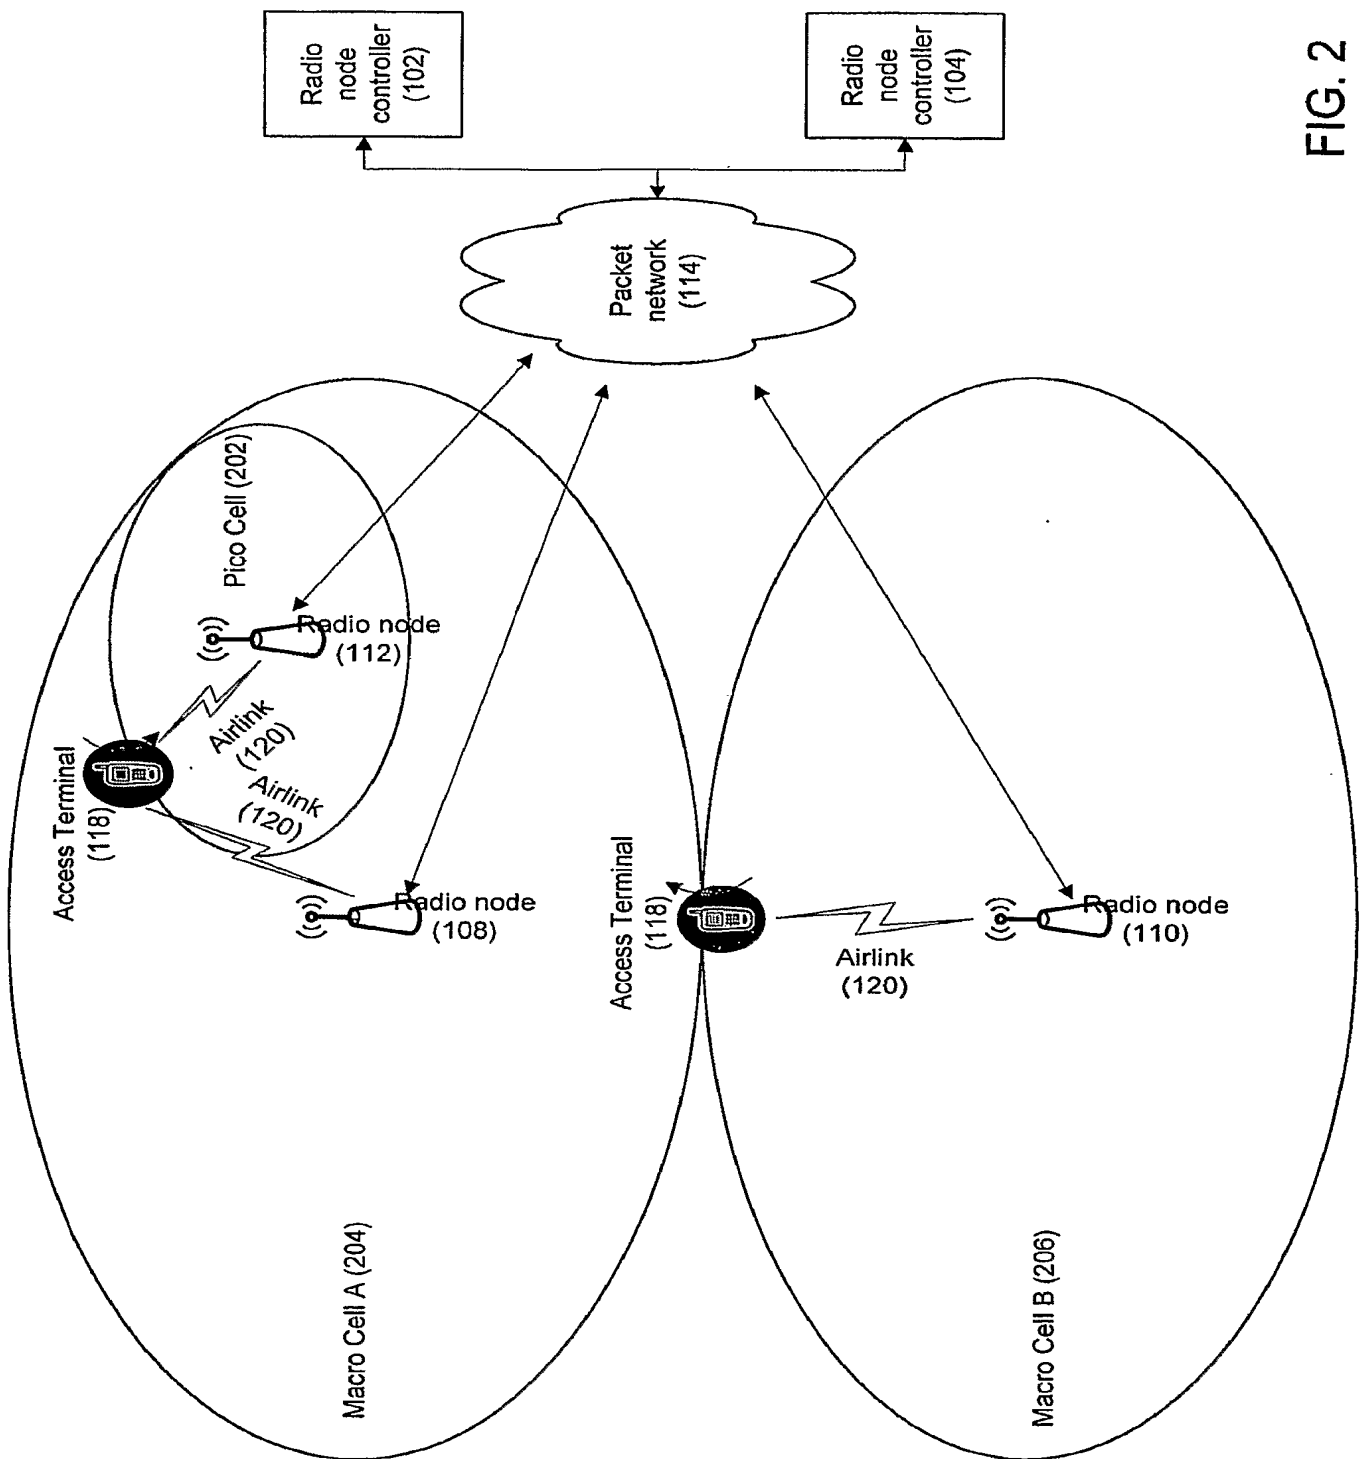 Radio
node
controller
(102)
Radio
node
controller
(104)
Packet
network
(114)
Pico Cell (202)
Radio node
(112)
Airlink
(120)
Airlink
(120)
Access Terminal
(118)
Radio node
(108)
Access Terminal
(118)
Airlink
(120)
Radio node
(110)
Macro Cell A (204)
Macro Cell B (206)
FIG. 2